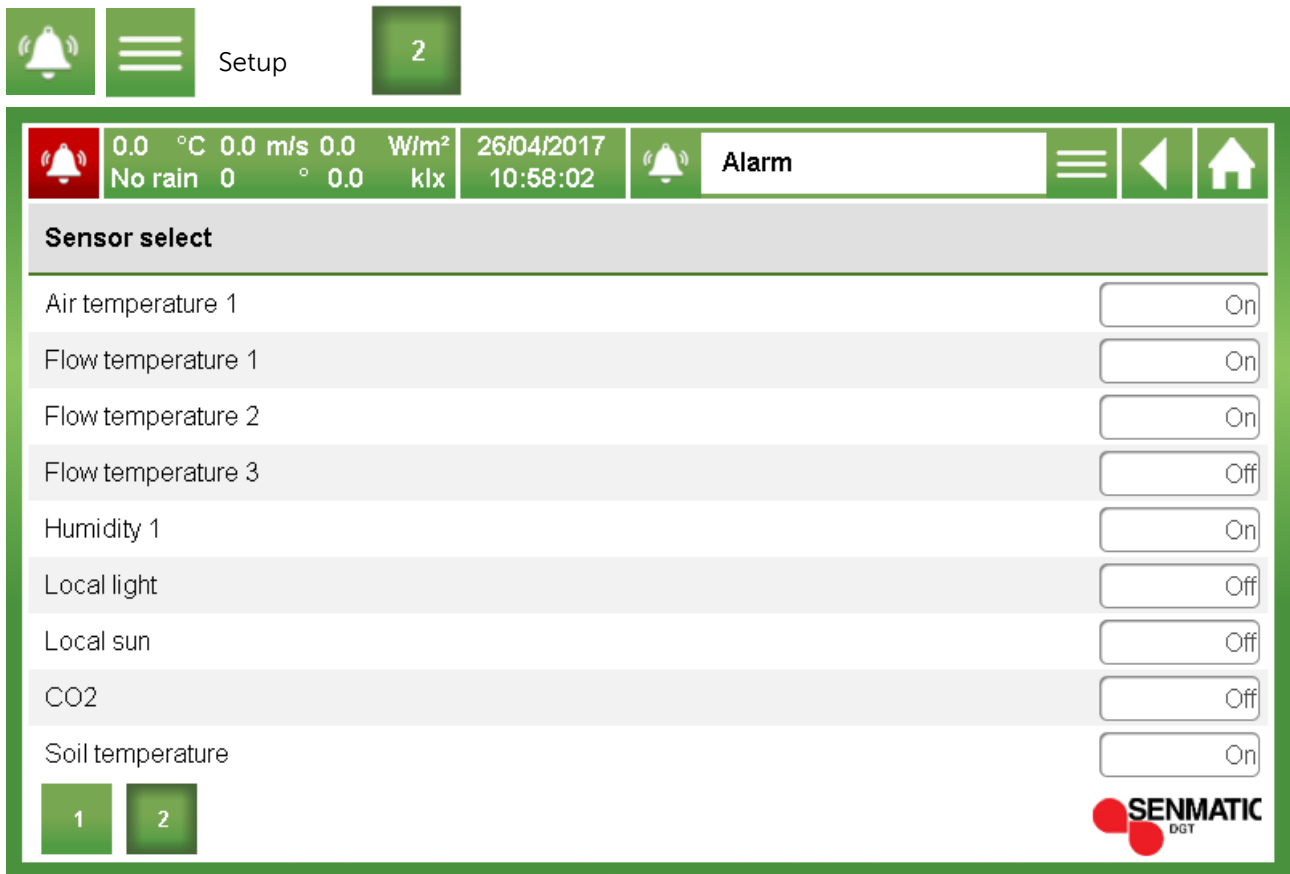 Setup
2
0.0 °C 0.0 m/s 0.0 W/m²
No rain 0 ° 0.0 klx
26/04/2017
10:58:02
Alarm
Sensor select
Air temperature 1 On
Flow temperature 1 On
Flow temperature 2 On
Flow temperature 3 Off
Humidity 1 On
Local light Off
Local sun Off
CO2 Off
Soil temperature On
1 2
SENMATIC
DGT